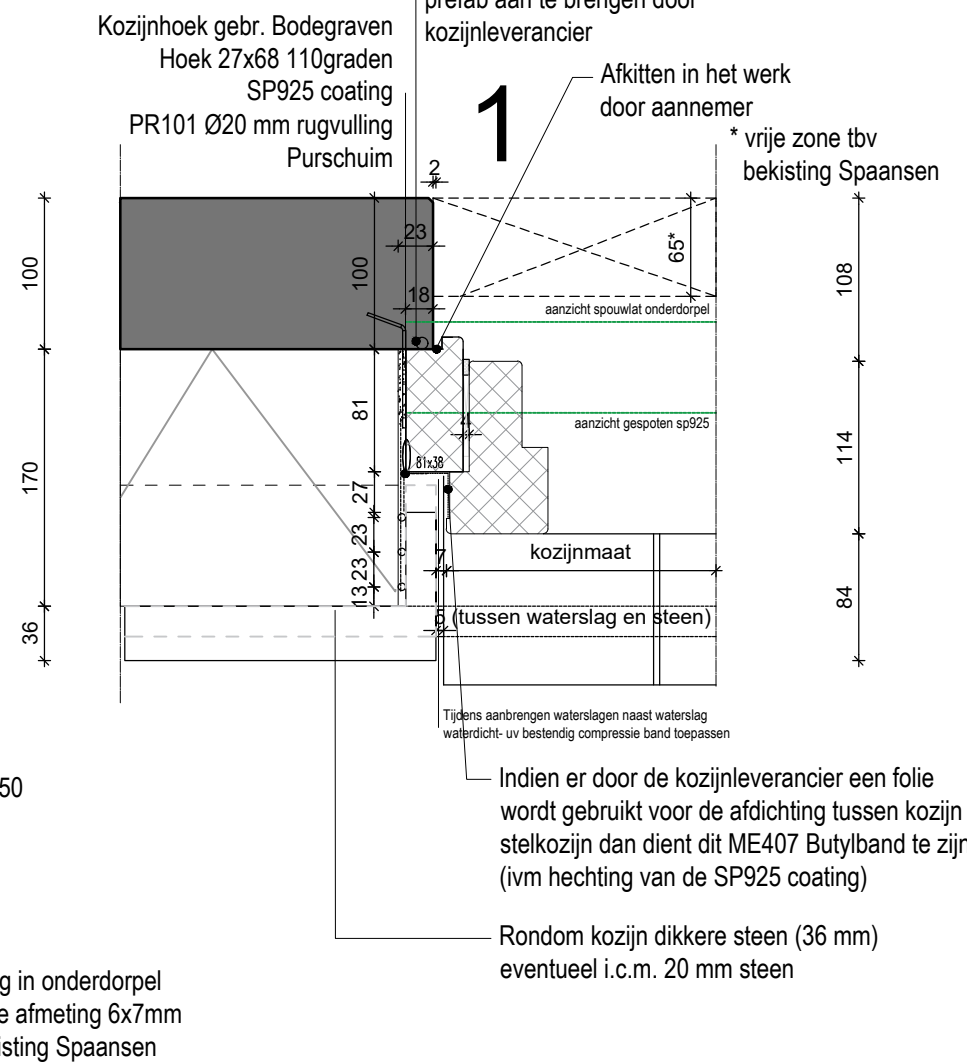 prefab aan te brengen door
kozijnleverancier
Kozijnhoek gebr. Bodegraven
Hoek 27x68 110graden
SP925 coating
PR101 Ø20 mm rugvulling
Purschuim
1
Afkitten in het werk
door aannemer
* vrije zone tbv
bekisting Spaansen
2
23
18
65*
100
100
108
aanzicht spouwlat onderdorpel
aanzicht gespoten sp925
81
4
81x38
114
170
27
23
23
13
7
kozijnmaat
5 (tussen waterslag en steen)
84
36
Tijdens aanbrengen waterslagen naast waterslag
waterdicht- uv bestendig compressie band toepassen
50
Indien er door de kozijnleverancier een folie
wordt gebruikt voor de afdichting tussen kozijn
stelkozijn dan dient dit ME407 Butylband te zijn
(ivm hechting van de SP925 coating)
Rondom kozijn dikkere steen (36 mm)
eventueel i.c.m. 20 mm steen
g in onderdorpel
e afmeting 6x7mm
isting Spaansen